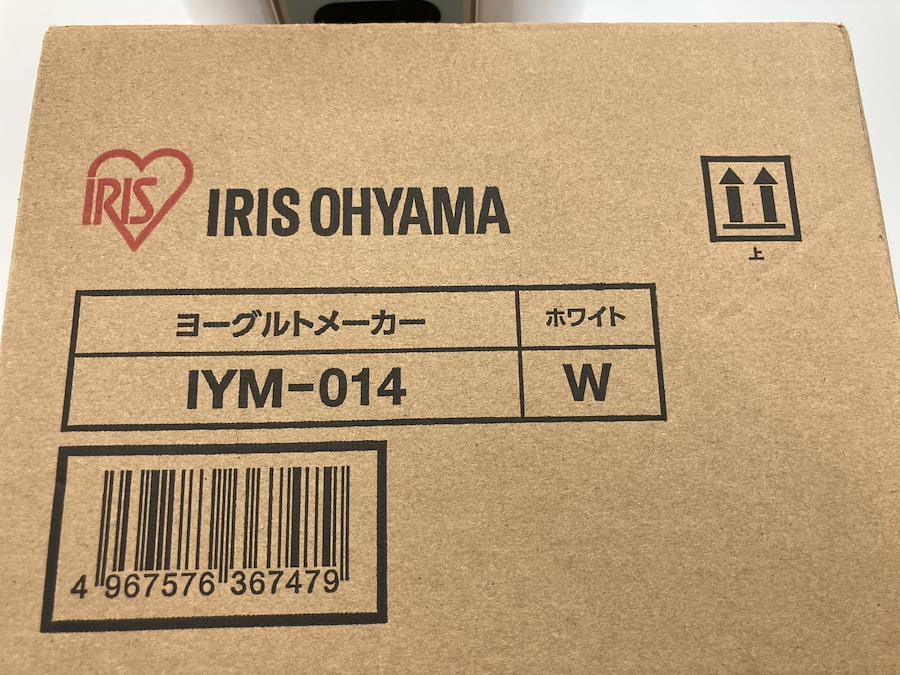 IRIS
IRIS OHYAMA
上
ヨーグルトメーカー
ホワイト
IYM-014
W
4 967576 367479